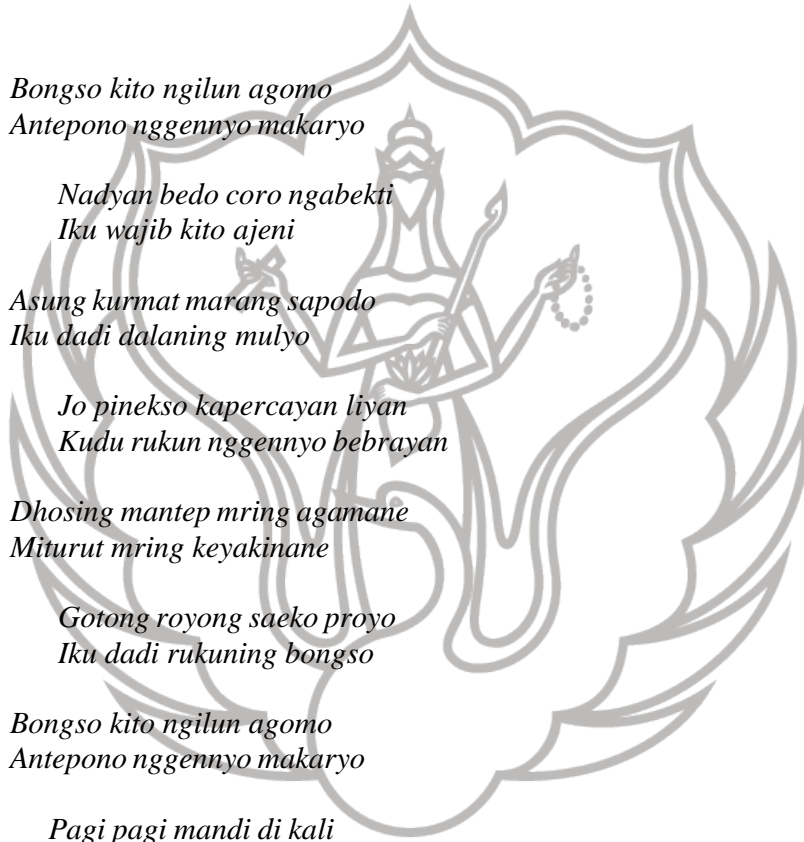 Bongso kito ngilun agomo
Antepono nggennyo makaryo
Nadyan bedo coro ngabekti
Iku wajib kito ajeni
Asung kurmat marang sapodo
Iku dadi dalaning mulyo
Jo pinekso kapercayan liyan
Kudu rukun nggennyo bebrayan
Dhosing mantep mring agamane
Miturut mring keyakinane
Gotong royong saeko proyo
Iku dadi rukuning bongso
Bongso kito ngilun agomo
Antepono nggennyo makaryo
Pagi pagi mandi di kali